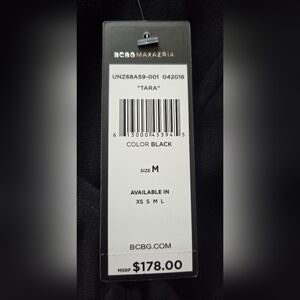 BCBGMAXAZRIA
UNZ68A59-001 042018
"TARA"
6 13000 45394 5
COLOR BLACK
SIZE M
AVAILABLE IN
XS S M L
BCBG.COM
MSRP $178.00